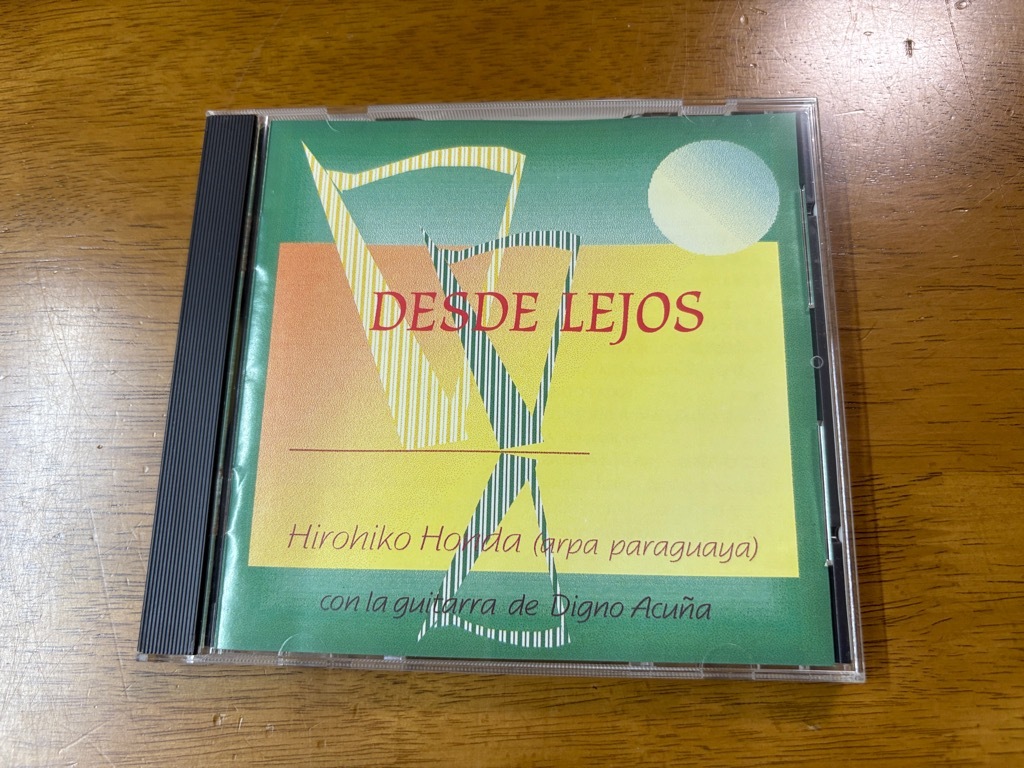 DESDE LEJOS
Hirohiko Honda (arpa paraguaya)
con la guitarra de Digno Acuña